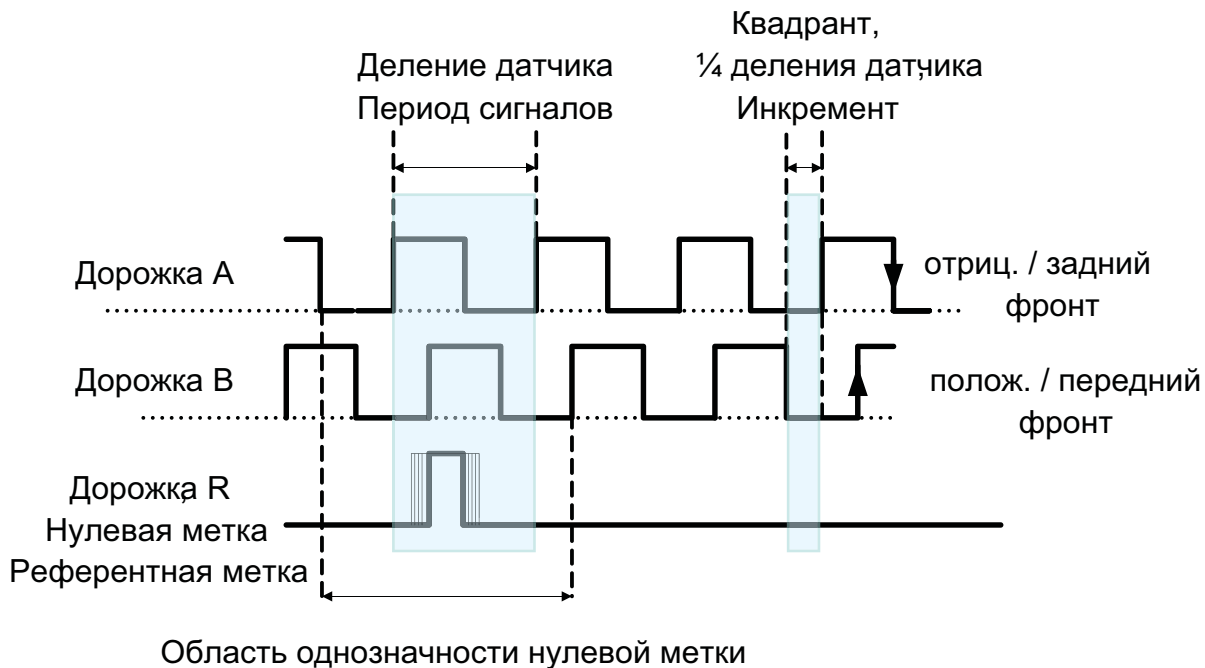 Квадрант,
Деление датчика
¼ деления датчика
Период сигналов
Инкремент
Дорожка A
отриц. / задний
фронт
Дорожка B
полож. / передний
фронт
Дорожка R
Нулевая метка
Референтная метка
Область однозначности нулевой метки